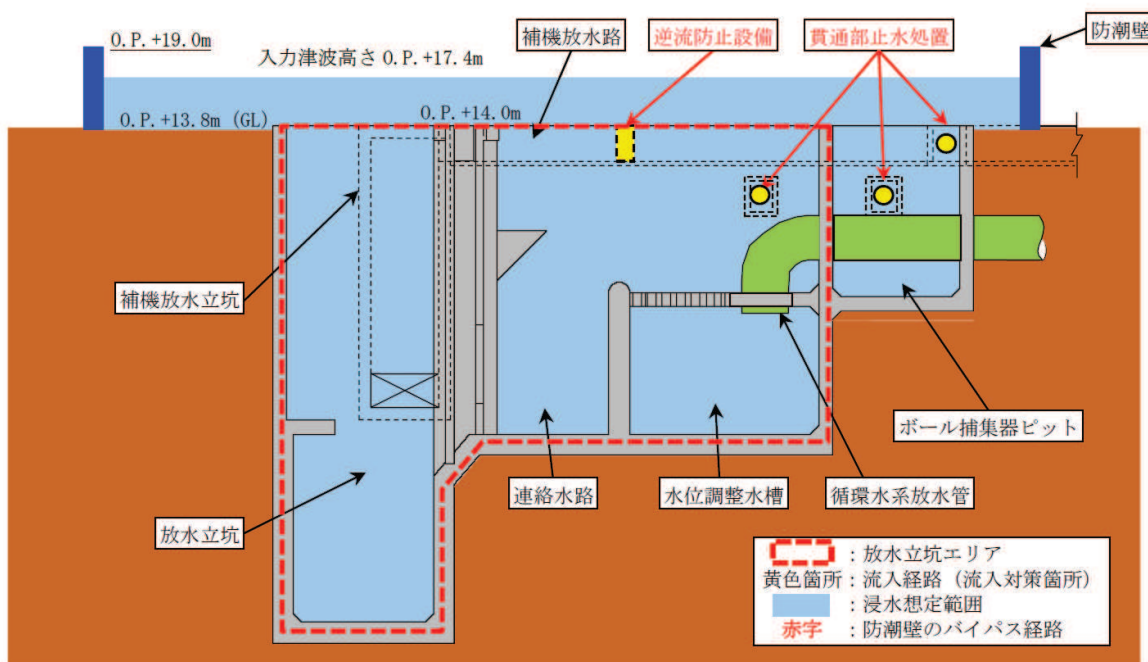 O.P.+19.0m
入力津波高さ O.P.+17.4m
補機放水路
逆流防止設備
貫通部止水処置
防潮壁
O.P.+13.8m (GL)
O.P.+14.0m
補機放水立坑
放水立坑
連絡水路
水位調整水槽
循環水系放水管
ボール捕集器ピット
：放水立坑エリア
黄色箇所：流入経路（流入対策箇所）
：浸水想定範囲
赤字：防潮壁のバイパス経路